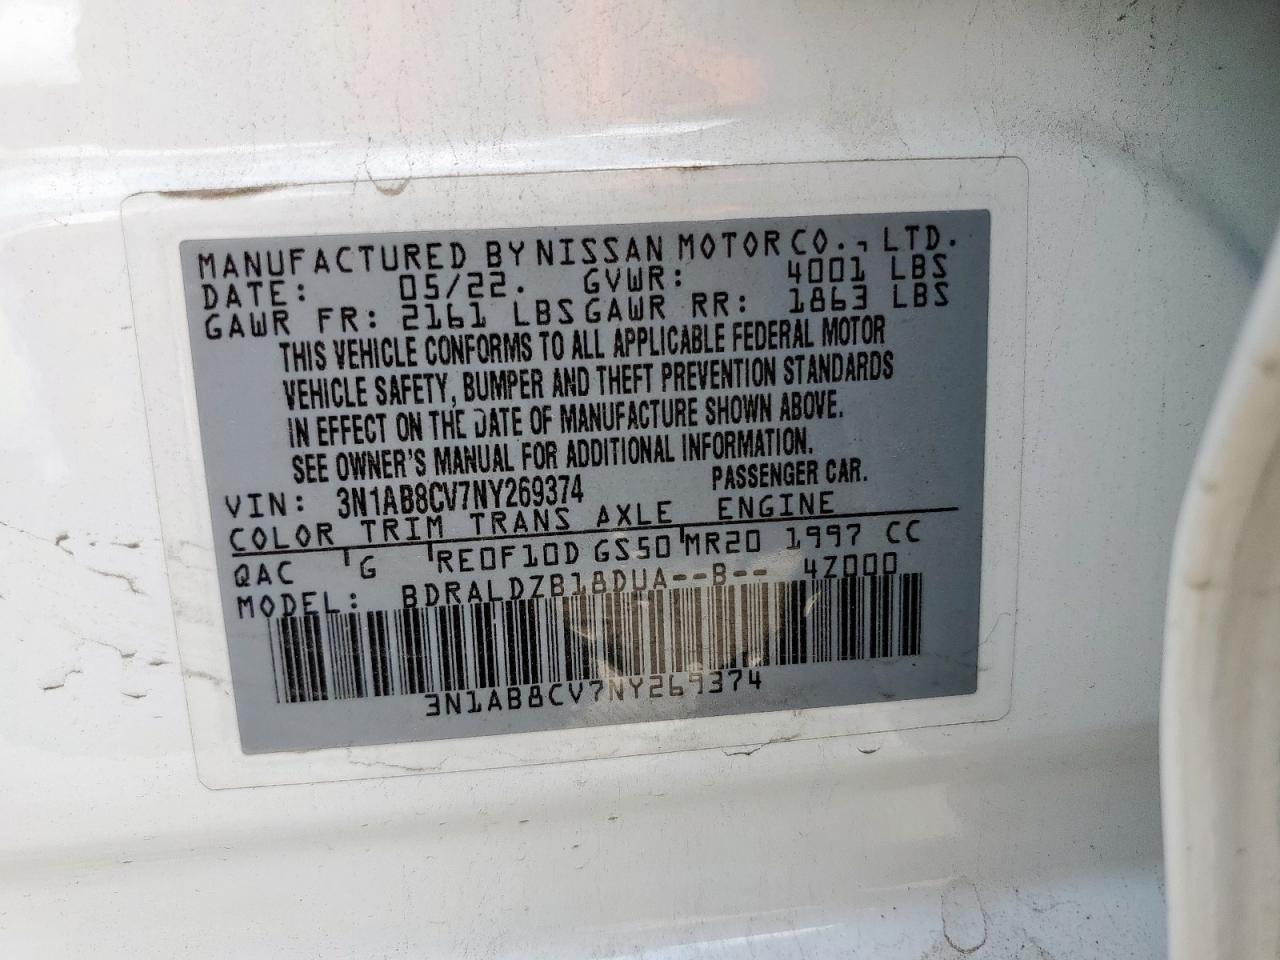 MANUFACTURED BY NISSAN MOTOR CO., LTD.
DATE: 05/22. GVWR: 4001 LBS
GAWR FR: 2161 LBS GAWR RR: 1863 LBS
THIS VEHICLE CONFORMS TO ALL APPLICABLE FEDERAL MOTOR
VEHICLE SAFETY, BUMPER AND THEFT PREVENTION STANDARDS
IN EFFECT ON THE DATE OF MANUFACTURE SHOWN ABOVE.
SEE OWNER'S MANUAL FOR ADDITIONAL INFORMATION.
VIN: 3N1AB8CV7NY269374 PASSENGER CAR.
COLOR TRIM TRANS AXLE ENGINE
QAC G RE0F10D GS50 MR20 1997 CC
MODEL: BDRALDZB18DUA--B-- 4Z000
3N1AB8CV7NY269374